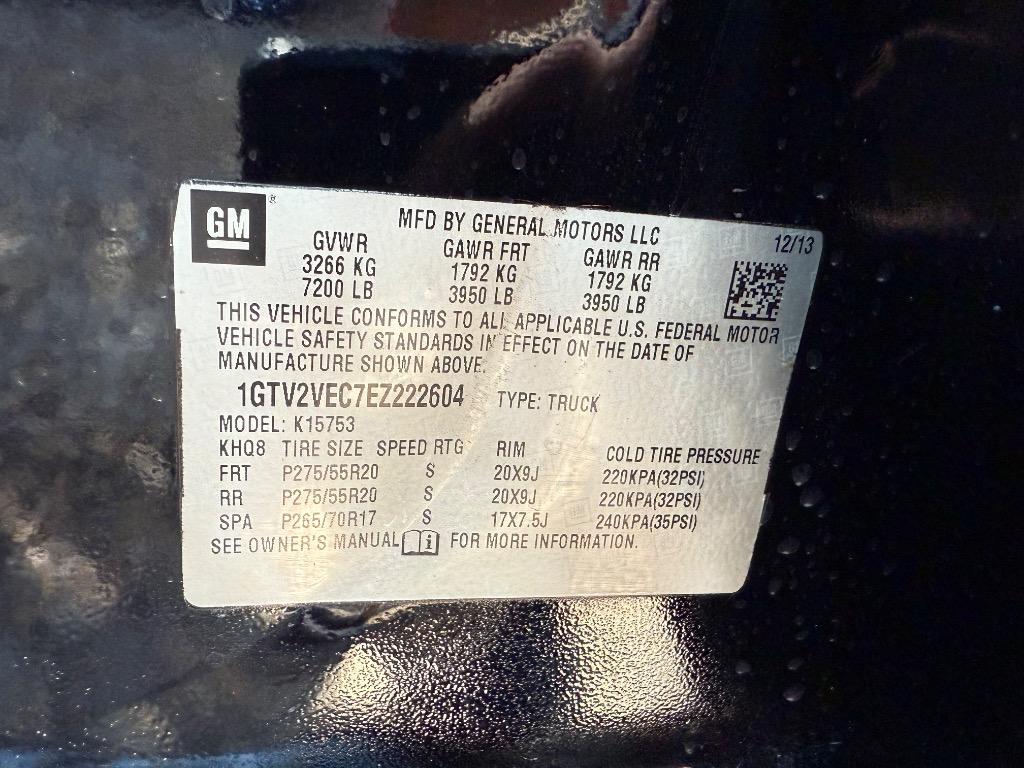 GM®
MFD BY GENERAL MOTORS LLC
12/13
GVWR GAWR FRT GAWR RR
3266 KG 1792 KG 1792 KG
7200 LB 3950 LB 3950 LB
THIS VEHICLE CONFORMS TO ALL APPLICABLE U.S. FEDERAL MOTOR
VEHICLE SAFETY STANDARDS IN EFFECT ON THE DATE OF
MANUFACTURE SHOWN ABOVE.
1GTV2VEC7EZ222604 TYPE: TRUCK
MODEL: K15753
KHQ8 TIRE SIZE SPEED RTG RIM COLD TIRE PRESSURE
FRT P275/55R20 S 20X9J 220KPA(32PSI)
RR P275/55R20 S 20X9J 220KPA(32PSI)
SPA P265/70R17 S 17X7.5J 240KPA(35PSI)
SEE OWNER'S MANUAL i FOR MORE INFORMATION.